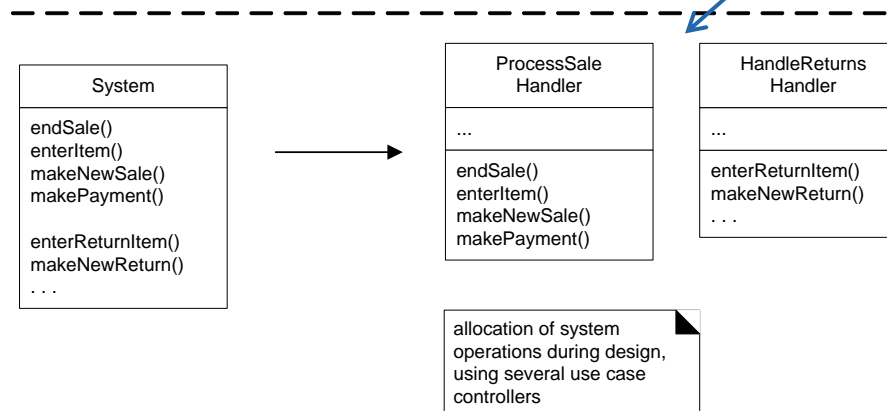 System
endSale()
enterItem()
makeNewSale()
makePayment()
enterReturnItem()
makeNewReturn()
. . .
ProcessSale
Handler
...
endSale()
enterItem()
makeNewSale()
makePayment()
HandleReturns
Handler
...
enterReturnItem()
makeNewReturn()
. . .
allocation of system
operations during design,
using several use case
controllers